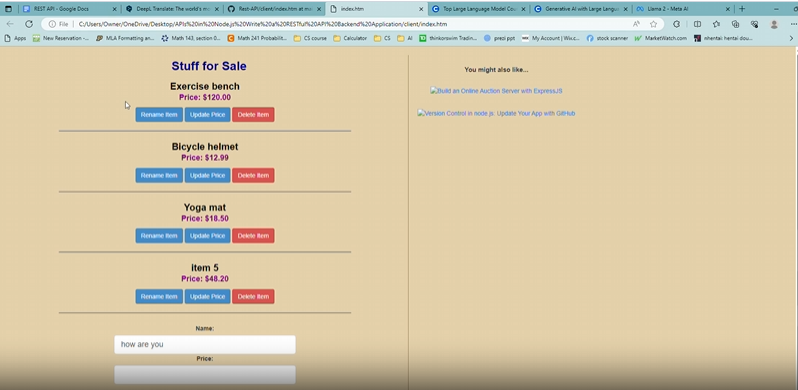 REST API - Google Docs
DeepL Translate: The world's m
Rest-API/client/index.htm at m
index.htm
Top Large Language Model Cou
Generative AI with Large Langu
Llama 2 - Meta AI
File | C:/Users/Owner/OneDrive/Desktop/APIs%20in%20Node.js%20Write%20a%20RESTful%20API%20Backend%20Application/client/index.htm
Apps
New Reservation -...
MLA Formatting an...
Math 143, section 0...
Math 241 Probabilit...
CS course
Calculator
CS
AI
thinkorswim Tradin...
prezi ppt
My Account | Wix.c...
stock scanner
MarketWatch.com
nhentai: hentai dou...
Stuff for Sale
Exercise bench
Price: $120.00
Rename Item Update Price Delete Item
Bicycle helmet
Price: $12.99
Rename Item Update Price Delete Item
Yoga mat
Price: $18.50
Rename Item Update Price Delete Item
item 5
Price: $48.20
Rename Item Update Price Delete Item
Name:
how are you
Price:
You might also like...
Build an Online Auction Server with ExpressJS
Version Control in node js: Update Your App with GitHub